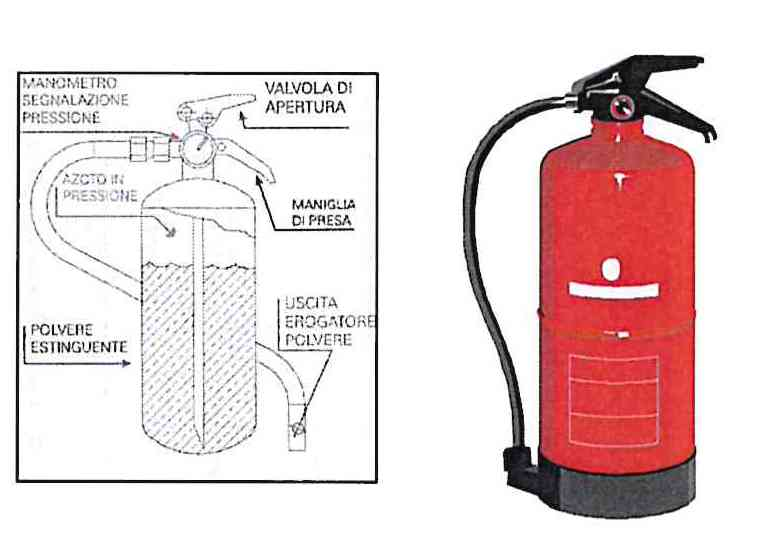 MANOMETRO
SEGNALAZIONE
PRESSIONE
VALVOLA DI
APERTURA
AZOTO IN
PRESSIONE
MANIGLIA
DI PRESA
USCITA
EROGATORE
POLVERE
POLVERE
ESTINGUENTE